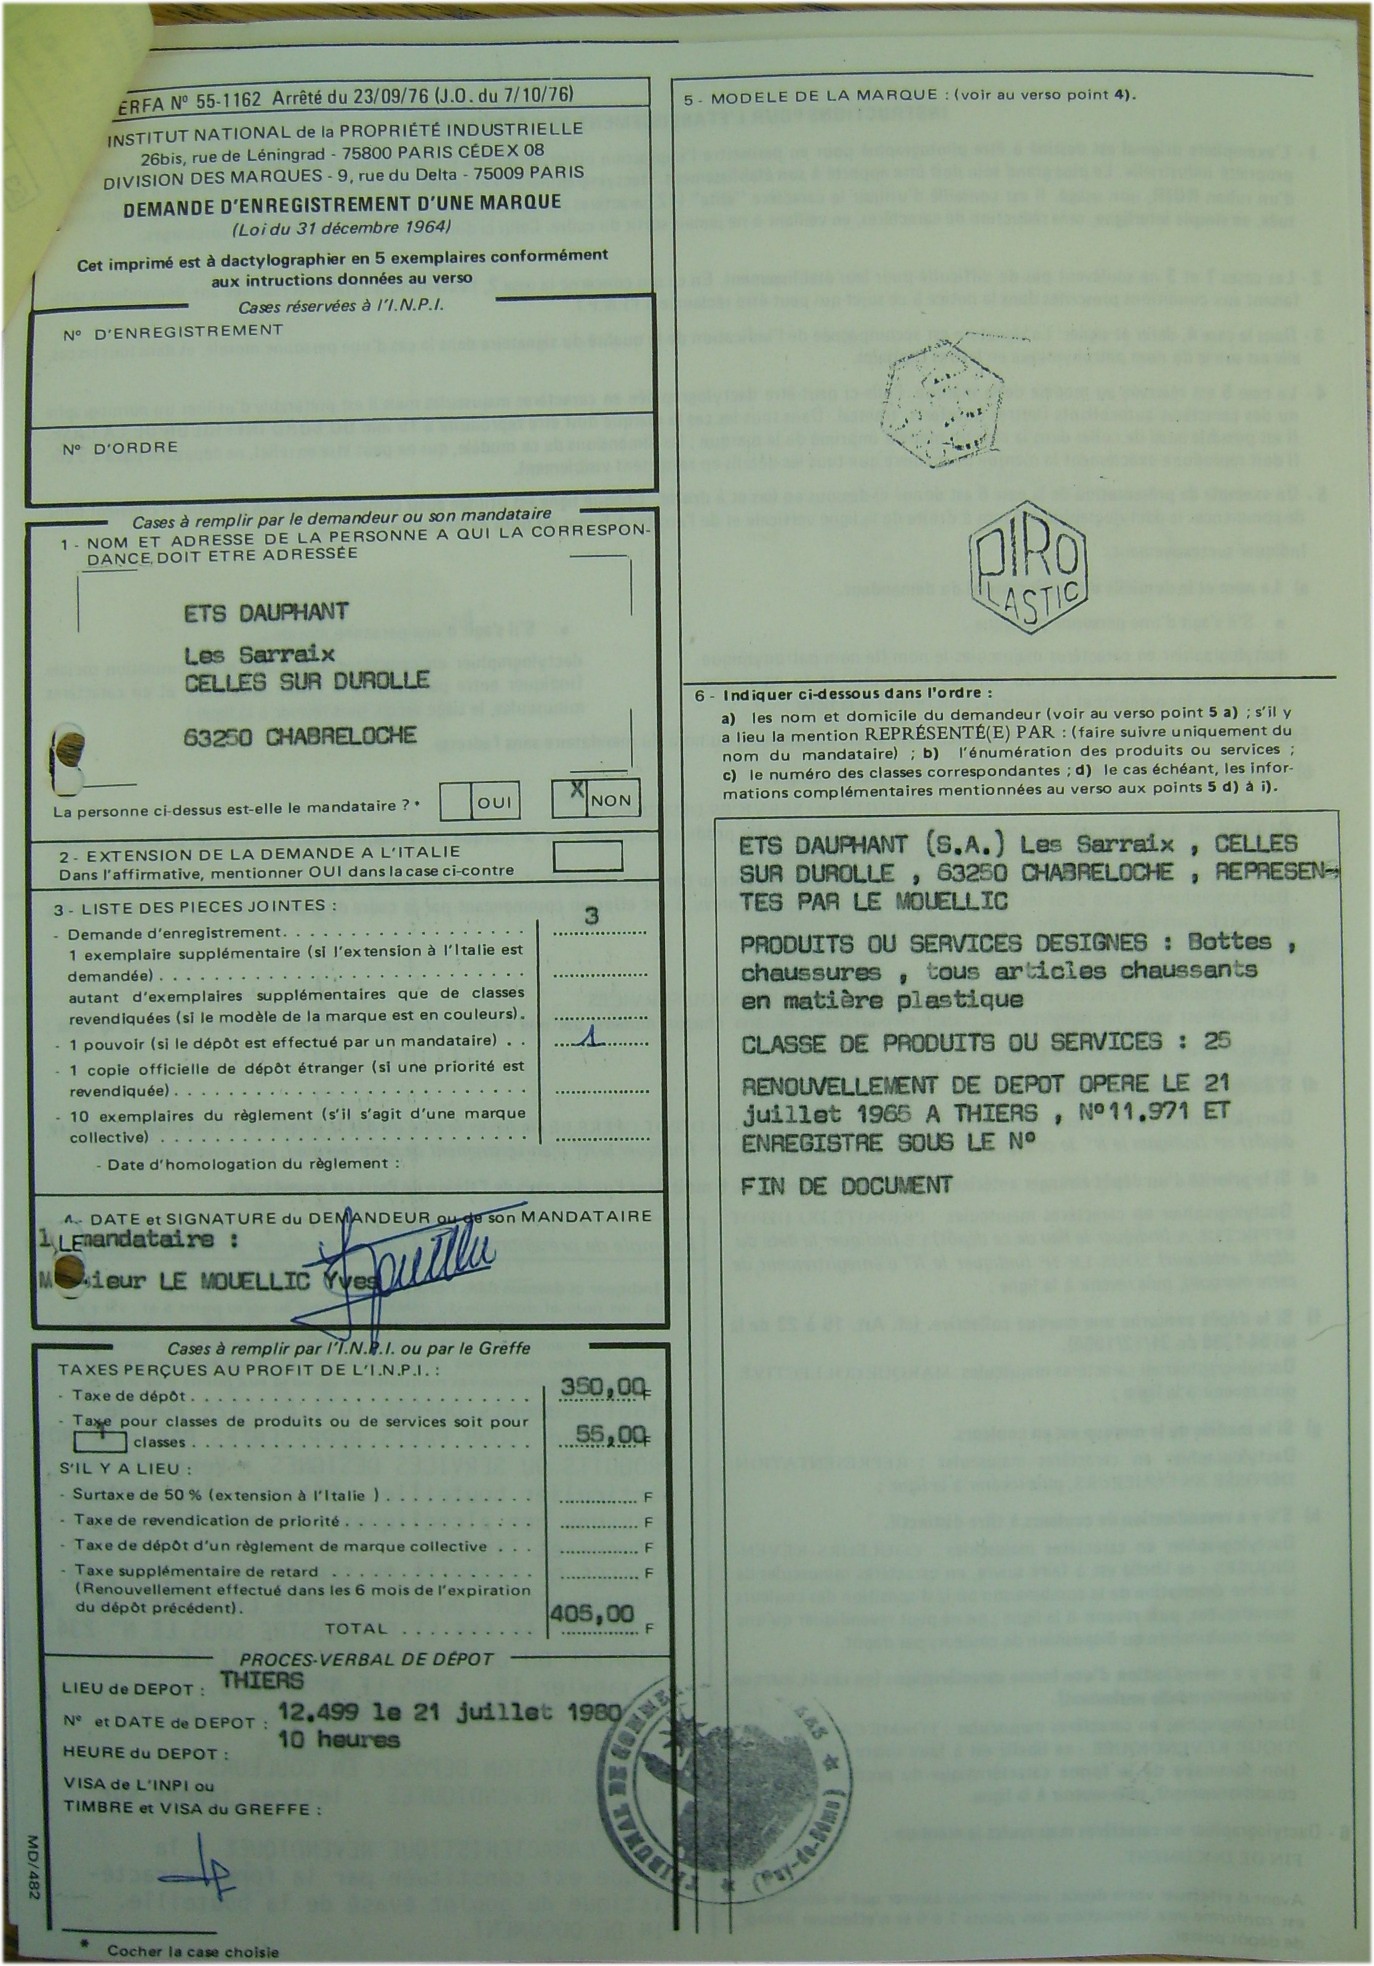 ERFA Nº 55-1162 Arrêté du 23/09/76 (J.O. du 7/10/76)
INSTITUT NATIONAL de la PROPRIÉTÉ INDUSTRIELLE
26bis, rue de Léningrad - 75800 PARIS CÉDEX 08
DIVISION DES MARQUES - 9, rue du Delta - 75009 PARIS
DEMANDE D'ENREGISTREMENT D'UNE MARQUE
(Loi du 31 décembre 1964)
Cet imprimé est à dactylographier en 5 exemplaires conformément
aux intructions données au verso
Cases réservées à l'I.N.P.I.
Nº D'ENREGISTREMENT
Nº D'ORDRE
Cases à remplir par le demandeur ou son mandataire
1 - NOM ET ADRESSE DE LA PERSONNE A QUI LA CORRESPON-
DANCE DOIT ETRE ADRESSÉE
ETS DAUPHANT
Les Sarraix
CELLES SUR DUROLLE
63250 CHABRELOCHE
La personne ci-dessus est-elle le mandataire ? * OUI X NON
2 - EXTENSION DE LA DEMANDE A L'ITALIE
Dans l'affirmative, mentionner OUI dans la case ci-contre
3 - LISTE DES PIECES JOINTES :
- Demande d'enregistrement. . . 3
1 exemplaire supplémentaire (si l'extension à l'Italie est
demandée) . . .
autant d'exemplaires supplémentaires que de classes
revendiquées (si le modèle de la marque est en couleurs).
- 1 pouvoir (si le dépôt est effectué par un mandataire) . . 1
- 1 copie officielle de dépôt étranger (si une priorité est
revendiquée) . . .
- 10 exemplaires du règlement (s'il s'agit d'une marque
collective) . . .
- Date d'homologation du règlement :
4 - DATE et SIGNATURE du DEMANDEUR ou de son MANDATAIRE
LE mandataire :
Monsieur LE MOUELLIC Yves
Cases à remplir par l'I.N.P.I. ou par le Greffe
TAXES PERÇUES AU PROFIT DE L'I.N.P.I. :
- Taxe de dépôt . . . 350,00 F
- Taxe pour classes de produits ou de services soit pour
1 classes . . . 55,00 F
S'IL Y A LIEU :
- Surtaxe de 50 % (extension à l'Italie ) . . . F
- Taxe de revendication de priorité . . . F
- Taxe de dépôt d'un règlement de marque collective . . . F
- Taxe supplémentaire de retard . . . F
(Renouvellement effectué dans les 6 mois de l'expiration
du dépôt précédent).
TOTAL . . . 405,00 F
PROCES-VERBAL DE DÉPOT
LIEU de DEPOT : THIERS
Nº et DATE de DEPOT : 12.499 le 21 juillet 1980
HEURE du DEPOT : 10 heures
VISA de L'INPI ou
TIMBRE et VISA du GREFFE :
MD/482
* Cocher la case choisie
5 - MODELE DE LA MARQUE : (voir au verso point 4).
PIRO
PLASTIC
6 - Indiquer ci-dessous dans l'ordre :
a) les nom et domicile du demandeur (voir au verso point 5 a) ; s'il y
a lieu la mention REPRÉSENTÉ(E) PAR : (faire suivre uniquement du
nom du mandataire) ; b) l'énumération des produits ou services ;
c) le numéro des classes correspondantes ; d) le cas échéant, les infor-
mations complémentaires mentionnées au verso aux points 5 d) à i).
ETS DAUPHANT (S.A.) Les Sarraix , CELLES
SUR DUROLLE , 63250 CHABRELOCHE , REPRESEN-
TES PAR LE MOUELLIC
PRODUITS OU SERVICES DESIGNES : Bottes ,
chaussures , tous articles chaussants
en matière plastique
CLASSE DE PRODUITS OU SERVICES : 25
RENOUVELLEMENT DE DEPOT OPERE LE 21
juillet 1965 A THIERS , Nº11.971 ET
ENREGISTRE SOUS LE Nº
FIN DE DOCUMENT
TRIBUNAL DE COMMERCE
(Puy-de-Dôme)